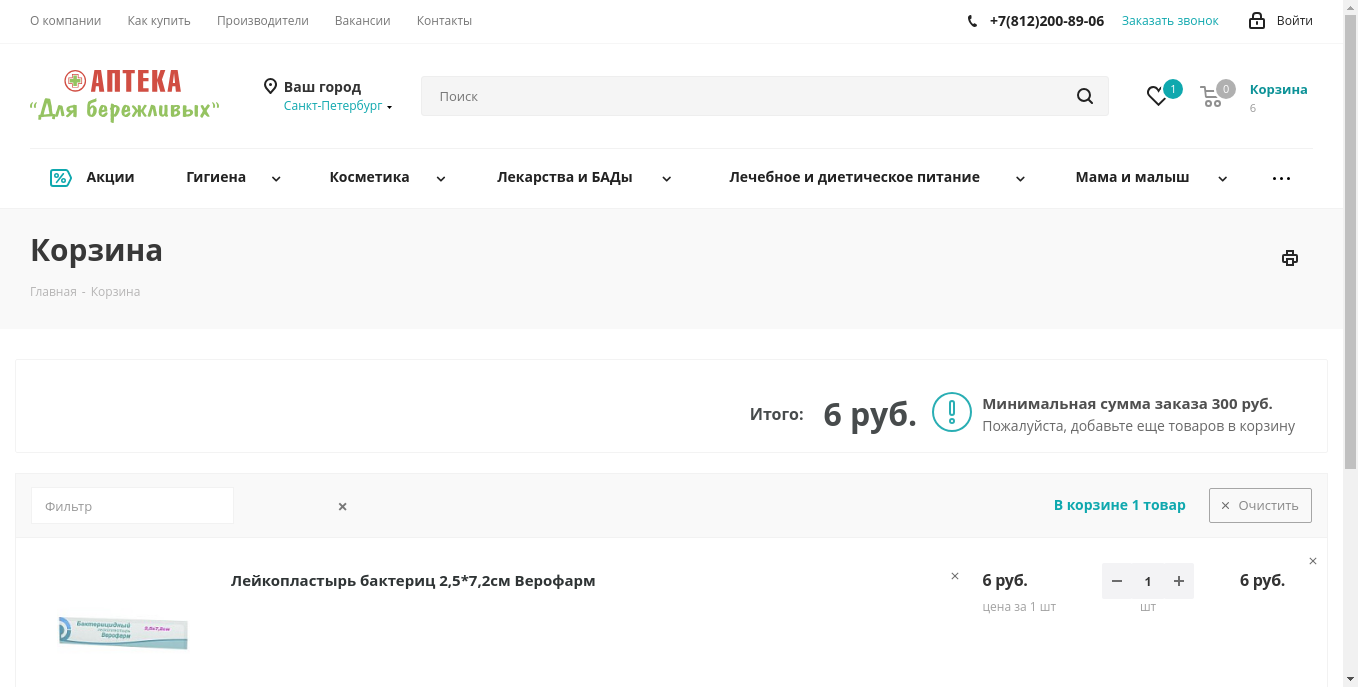 О компании Как купить Производители Вакансии Контакты +7(812)200-89-06 Заказать звонок Войти
АПТЕКА
“Для бережливых”
Ваш город
Санкт-Петербург
Поиск
1
0
Корзина
6
Акции Гигиена Косметика Лекарства и БАДы Лечебное и диетическое питание Мама и малыш
Корзина
Главная - Корзина
Итого: 6 руб.
Минимальная сумма заказа 300 руб.
Пожалуйста, добавьте еще товаров в корзину
Фильтр
В корзине 1 товар
Очистить
Лейкопластырь бактериц 2,5*7,2см Верофарм
6 руб.
цена за 1 шт
1
шт
6 руб.
Бактерицидный
Верофарм